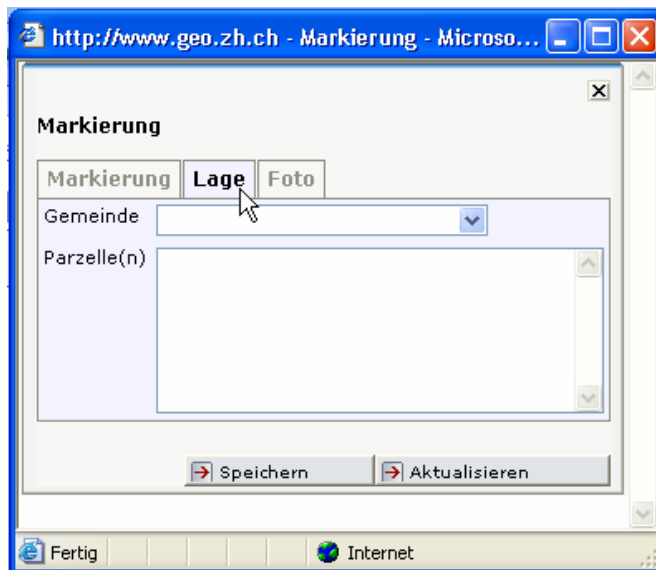 http://www.geo.zh.ch - Markierung - Microso...
Markierung
Markierung Lage Foto
Gemeinde
Parzelle(n)
Speichern Aktualisieren
Fertig Internet